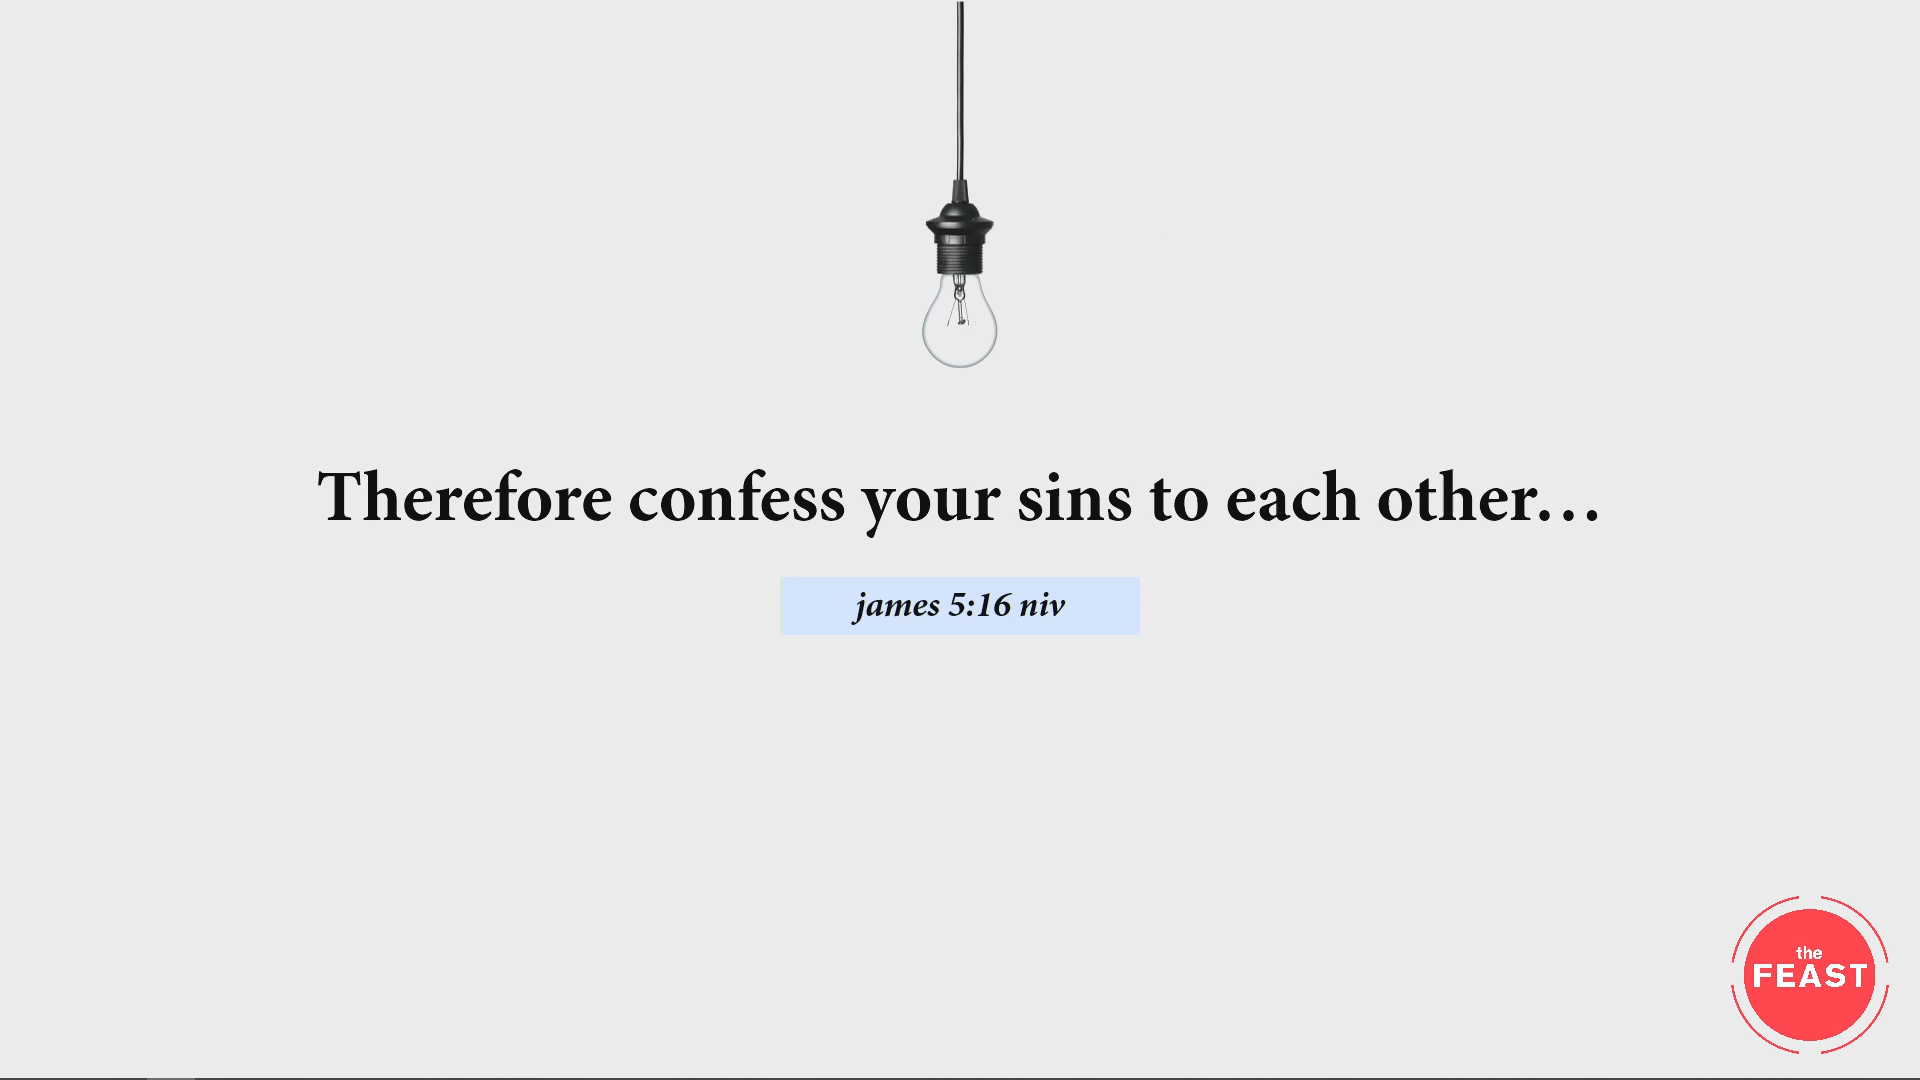 Therefore confess your sins to each other…
james 5:16 niv
the
FEAST